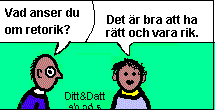 Vad anser du
om retorik?
Det är bra att ha
rätt och vara rik.
Ditt&Datt